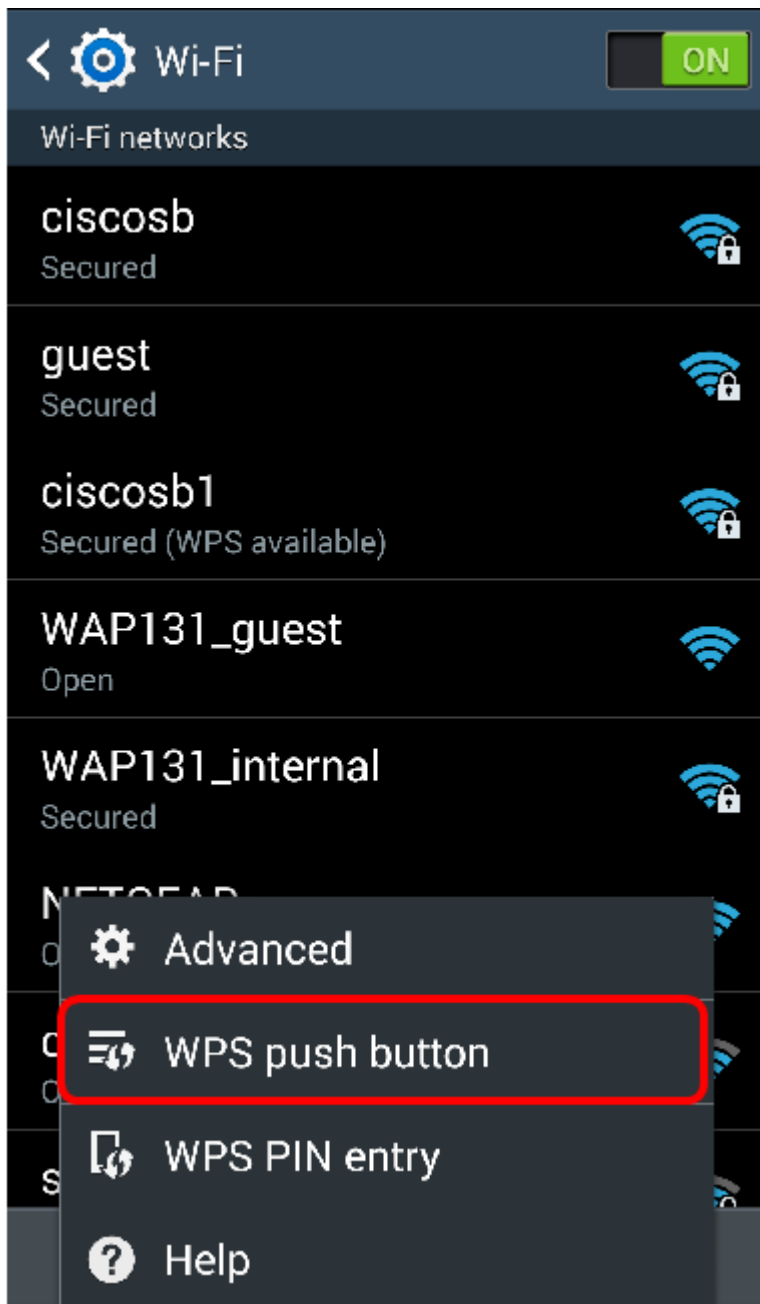 Wi-Fi
ON
Wi-Fi networks
ciscosb
Secured
guest
Secured
ciscosb1
Secured (WPS available)
WAP131_guest
Open
WAP131_internal
Secured
NETGEAR
Advanced
WPS push button
WPS PIN entry
Help